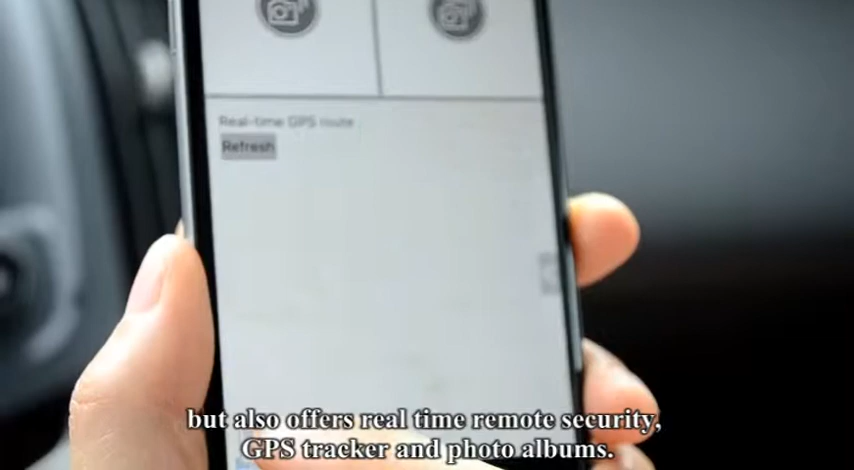 Real-time GPS route
Refresh
but also offers real time remote security,
GPS tracker and photo albums.